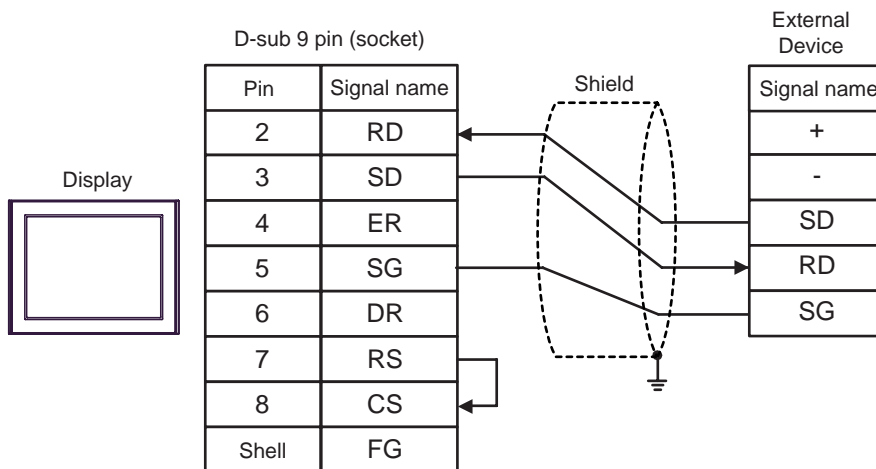 D-sub 9 pin (socket)
External
Device
Pin Signal name
Shield
Signal name
2 RD
+
3 SD
-
Display
4 ER
SD
5 SG
RD
6 DR
SG
7 RS
8 CS
Shell FG